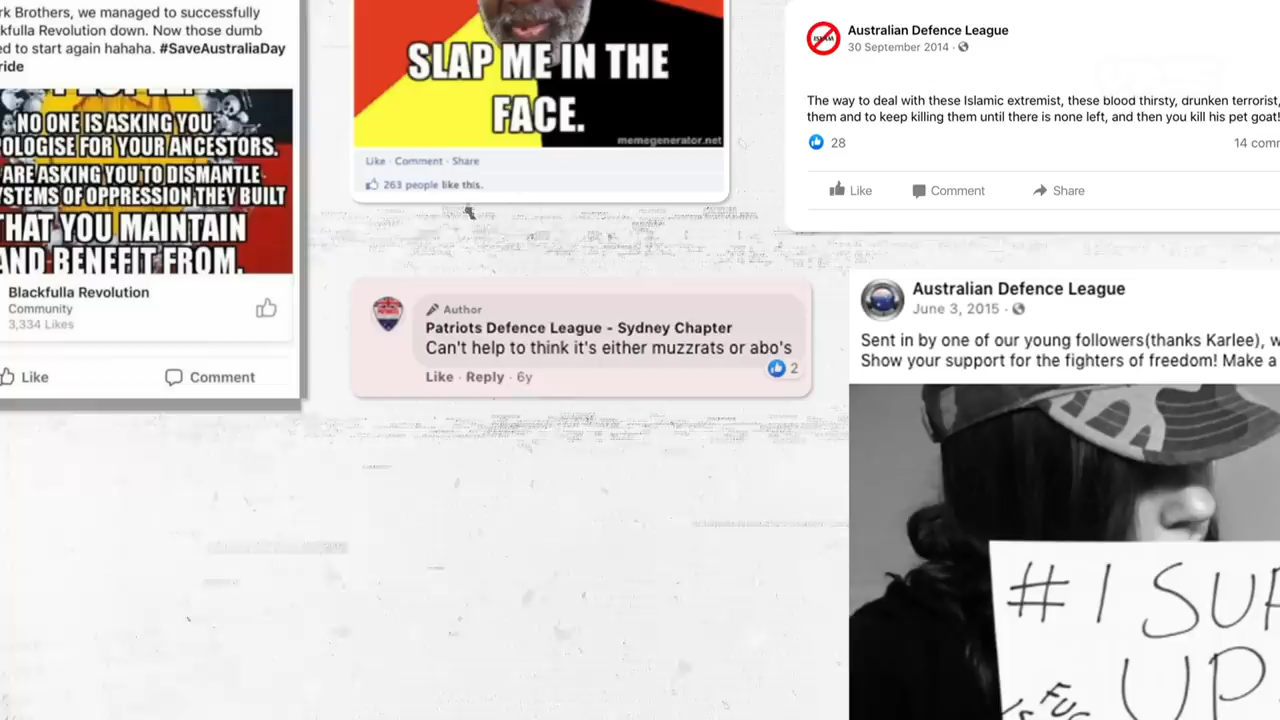 rk Brothers, we managed to successfully
kfulla Revolution down. Now those dumb
ed to start again hahaha. #SaveAustraliaDay
ride
NO ONE IS ASKING YOU
OLOGISE FOR YOUR ANCESTORS.
ARE ASKING YOU TO DISMANTLE
YSTEMS OF OPPRESSION THEY BUILT
THAT YOU MAINTAIN
AND BENEFIT FROM.
Blackfulla Revolution
Community
3,334 Likes
Like
Comment
SLAP ME IN THE
FACE.
memegenerator.net
Like · Comment · Share
263 people like this.
Author
Patriots Defence League - Sydney Chapter
Can't help to think it's either muzzrats or abo's
2
Like · Reply · 6y
ISLAM
Australian Defence League
30 September 2014 ·
The way to deal with these Islamic extremist, these blood thirsty, drunken terrorist,
them and to keep killing them until there is none left, and then you kill his pet goat!
28
14 comm
Like
Comment
Share
Australian Defence League
June 3, 2015 ·
Sent in by one of our young followers(thanks Karlee), w
Show your support for the fighters of freedom! Make a
# I SUP
UP
FUC
IS